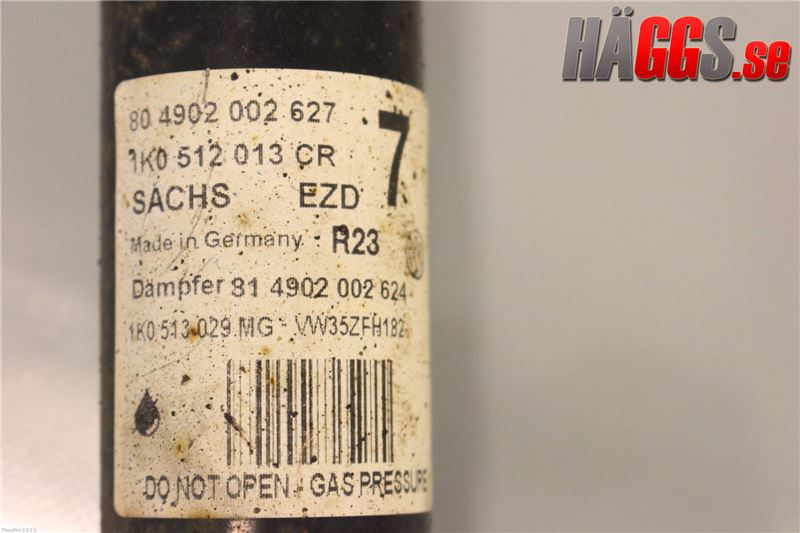 HÄGGS.se
80 4902 002 627
7
1K0 512 013 CR
SACHS EZD
Made in Germany R23
Dämpfer 81 4902 002 624
1K0 513 029 MG VW35ZFH182
DO NOT OPEN - GAS PRESSURE